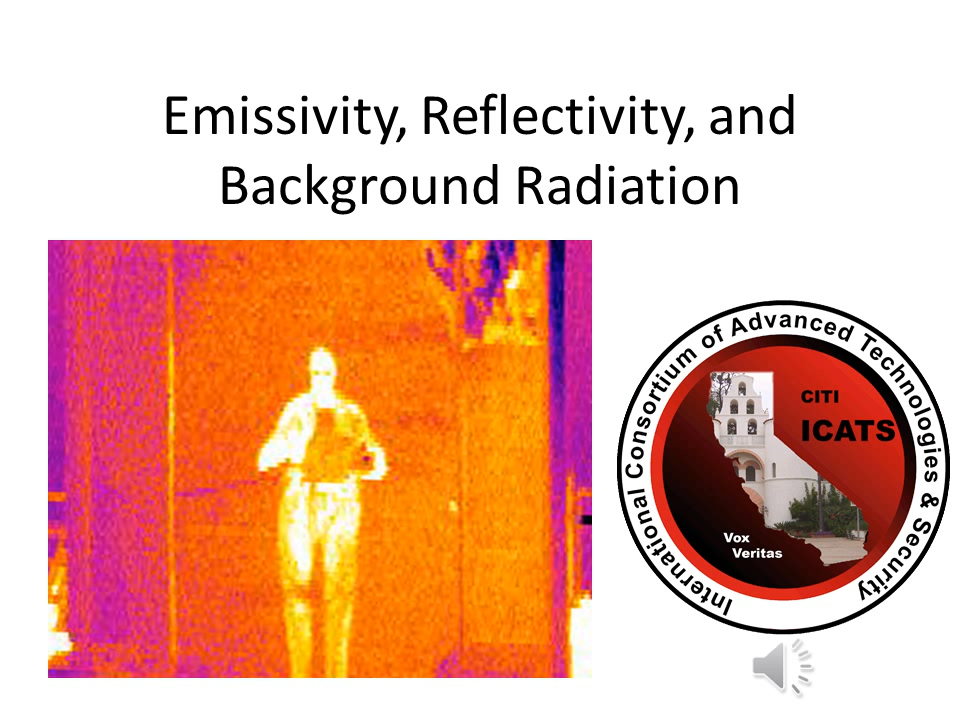 Emissivity, Reflectivity, and
Background Radiation
International Consortium of Advanced Technologies & Security
CITI
ICATS
Vox
Veritas